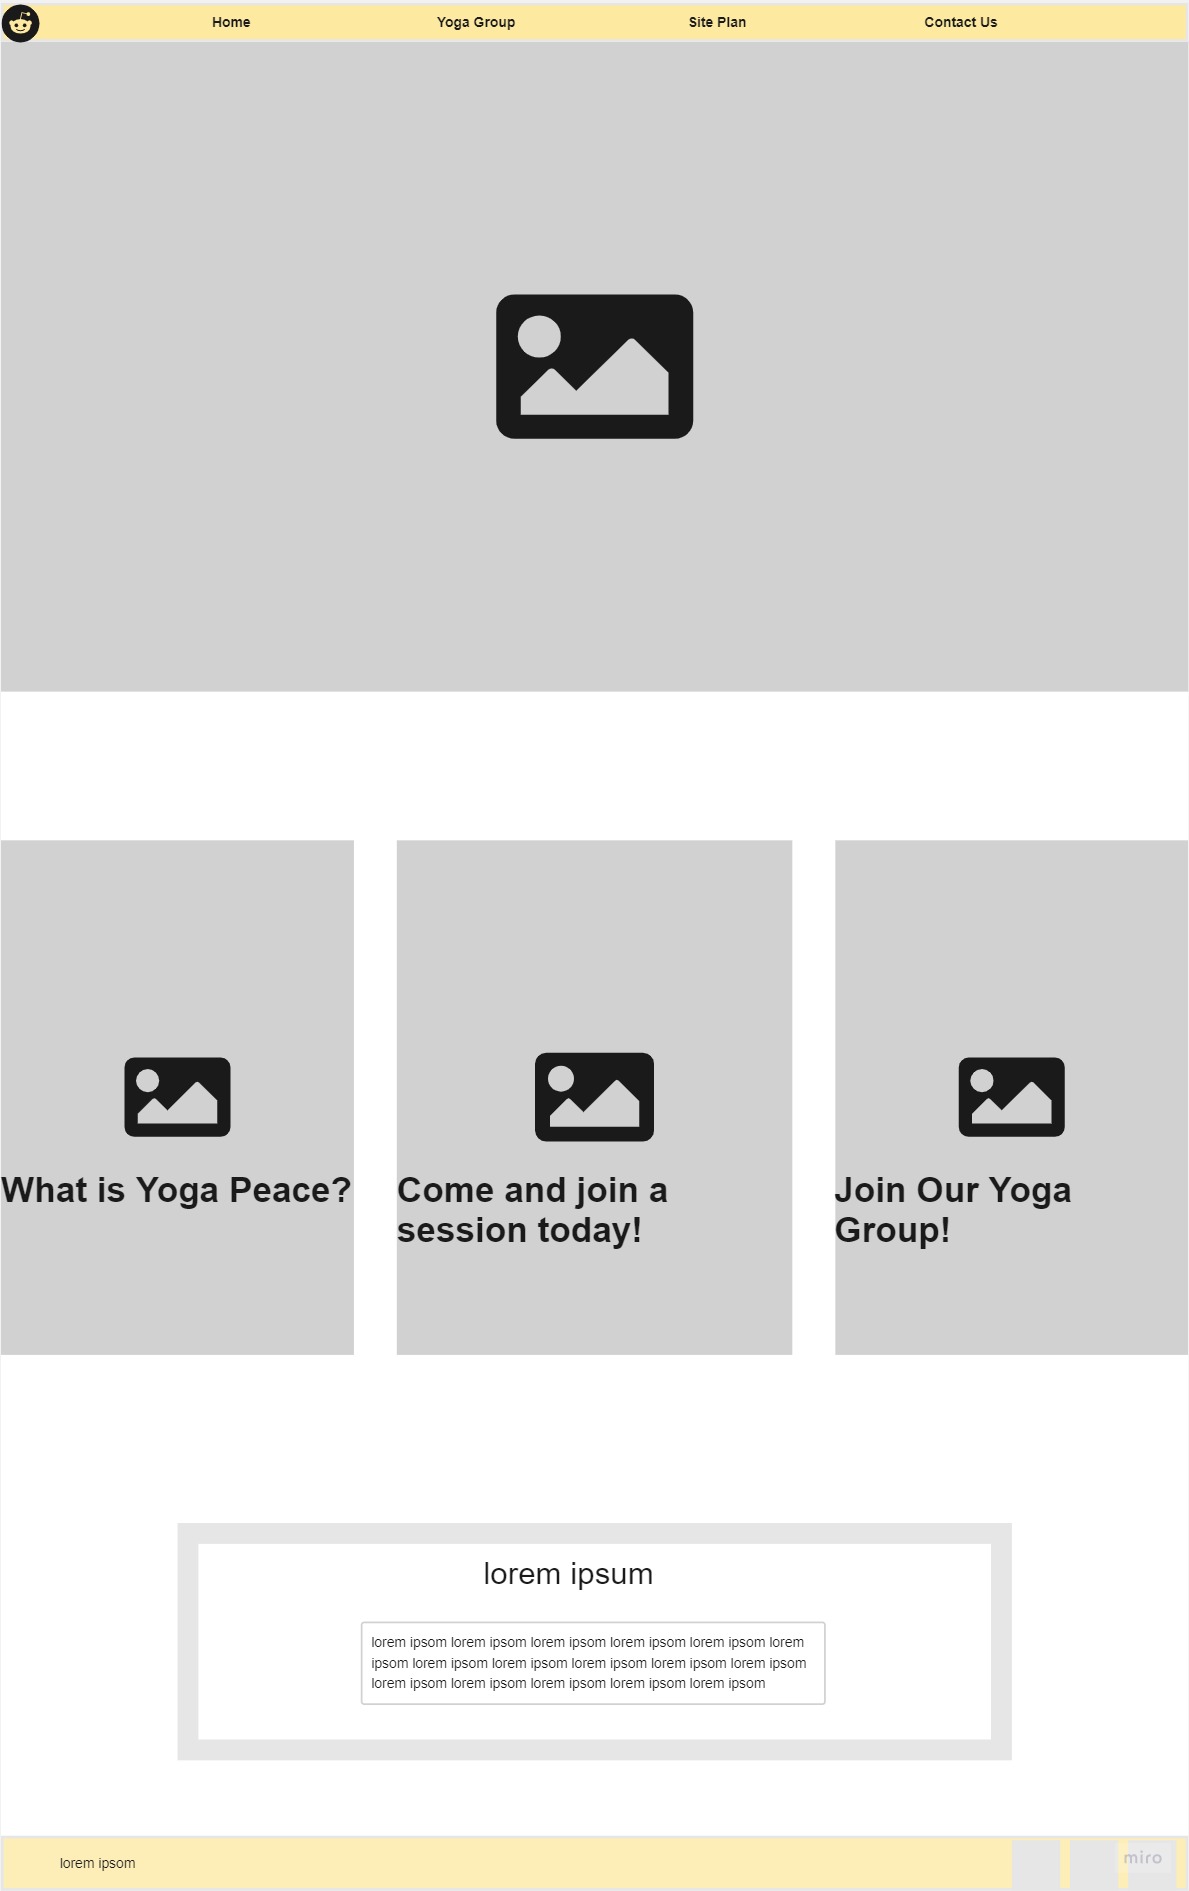 Home
Yoga Group
Site Plan
Contact Us
What is Yoga Peace?
Come and join a
session today!
Join Our Yoga
Group!
lorem ipsum
lorem ipsom lorem ipsom lorem ipsom lorem ipsom lorem ipsom lorem
ipsom lorem ipsom lorem ipsom lorem ipsom lorem ipsom lorem ipsom
lorem ipsom lorem ipsom lorem ipsom lorem ipsom lorem ipsom
lorem ipsom
miro